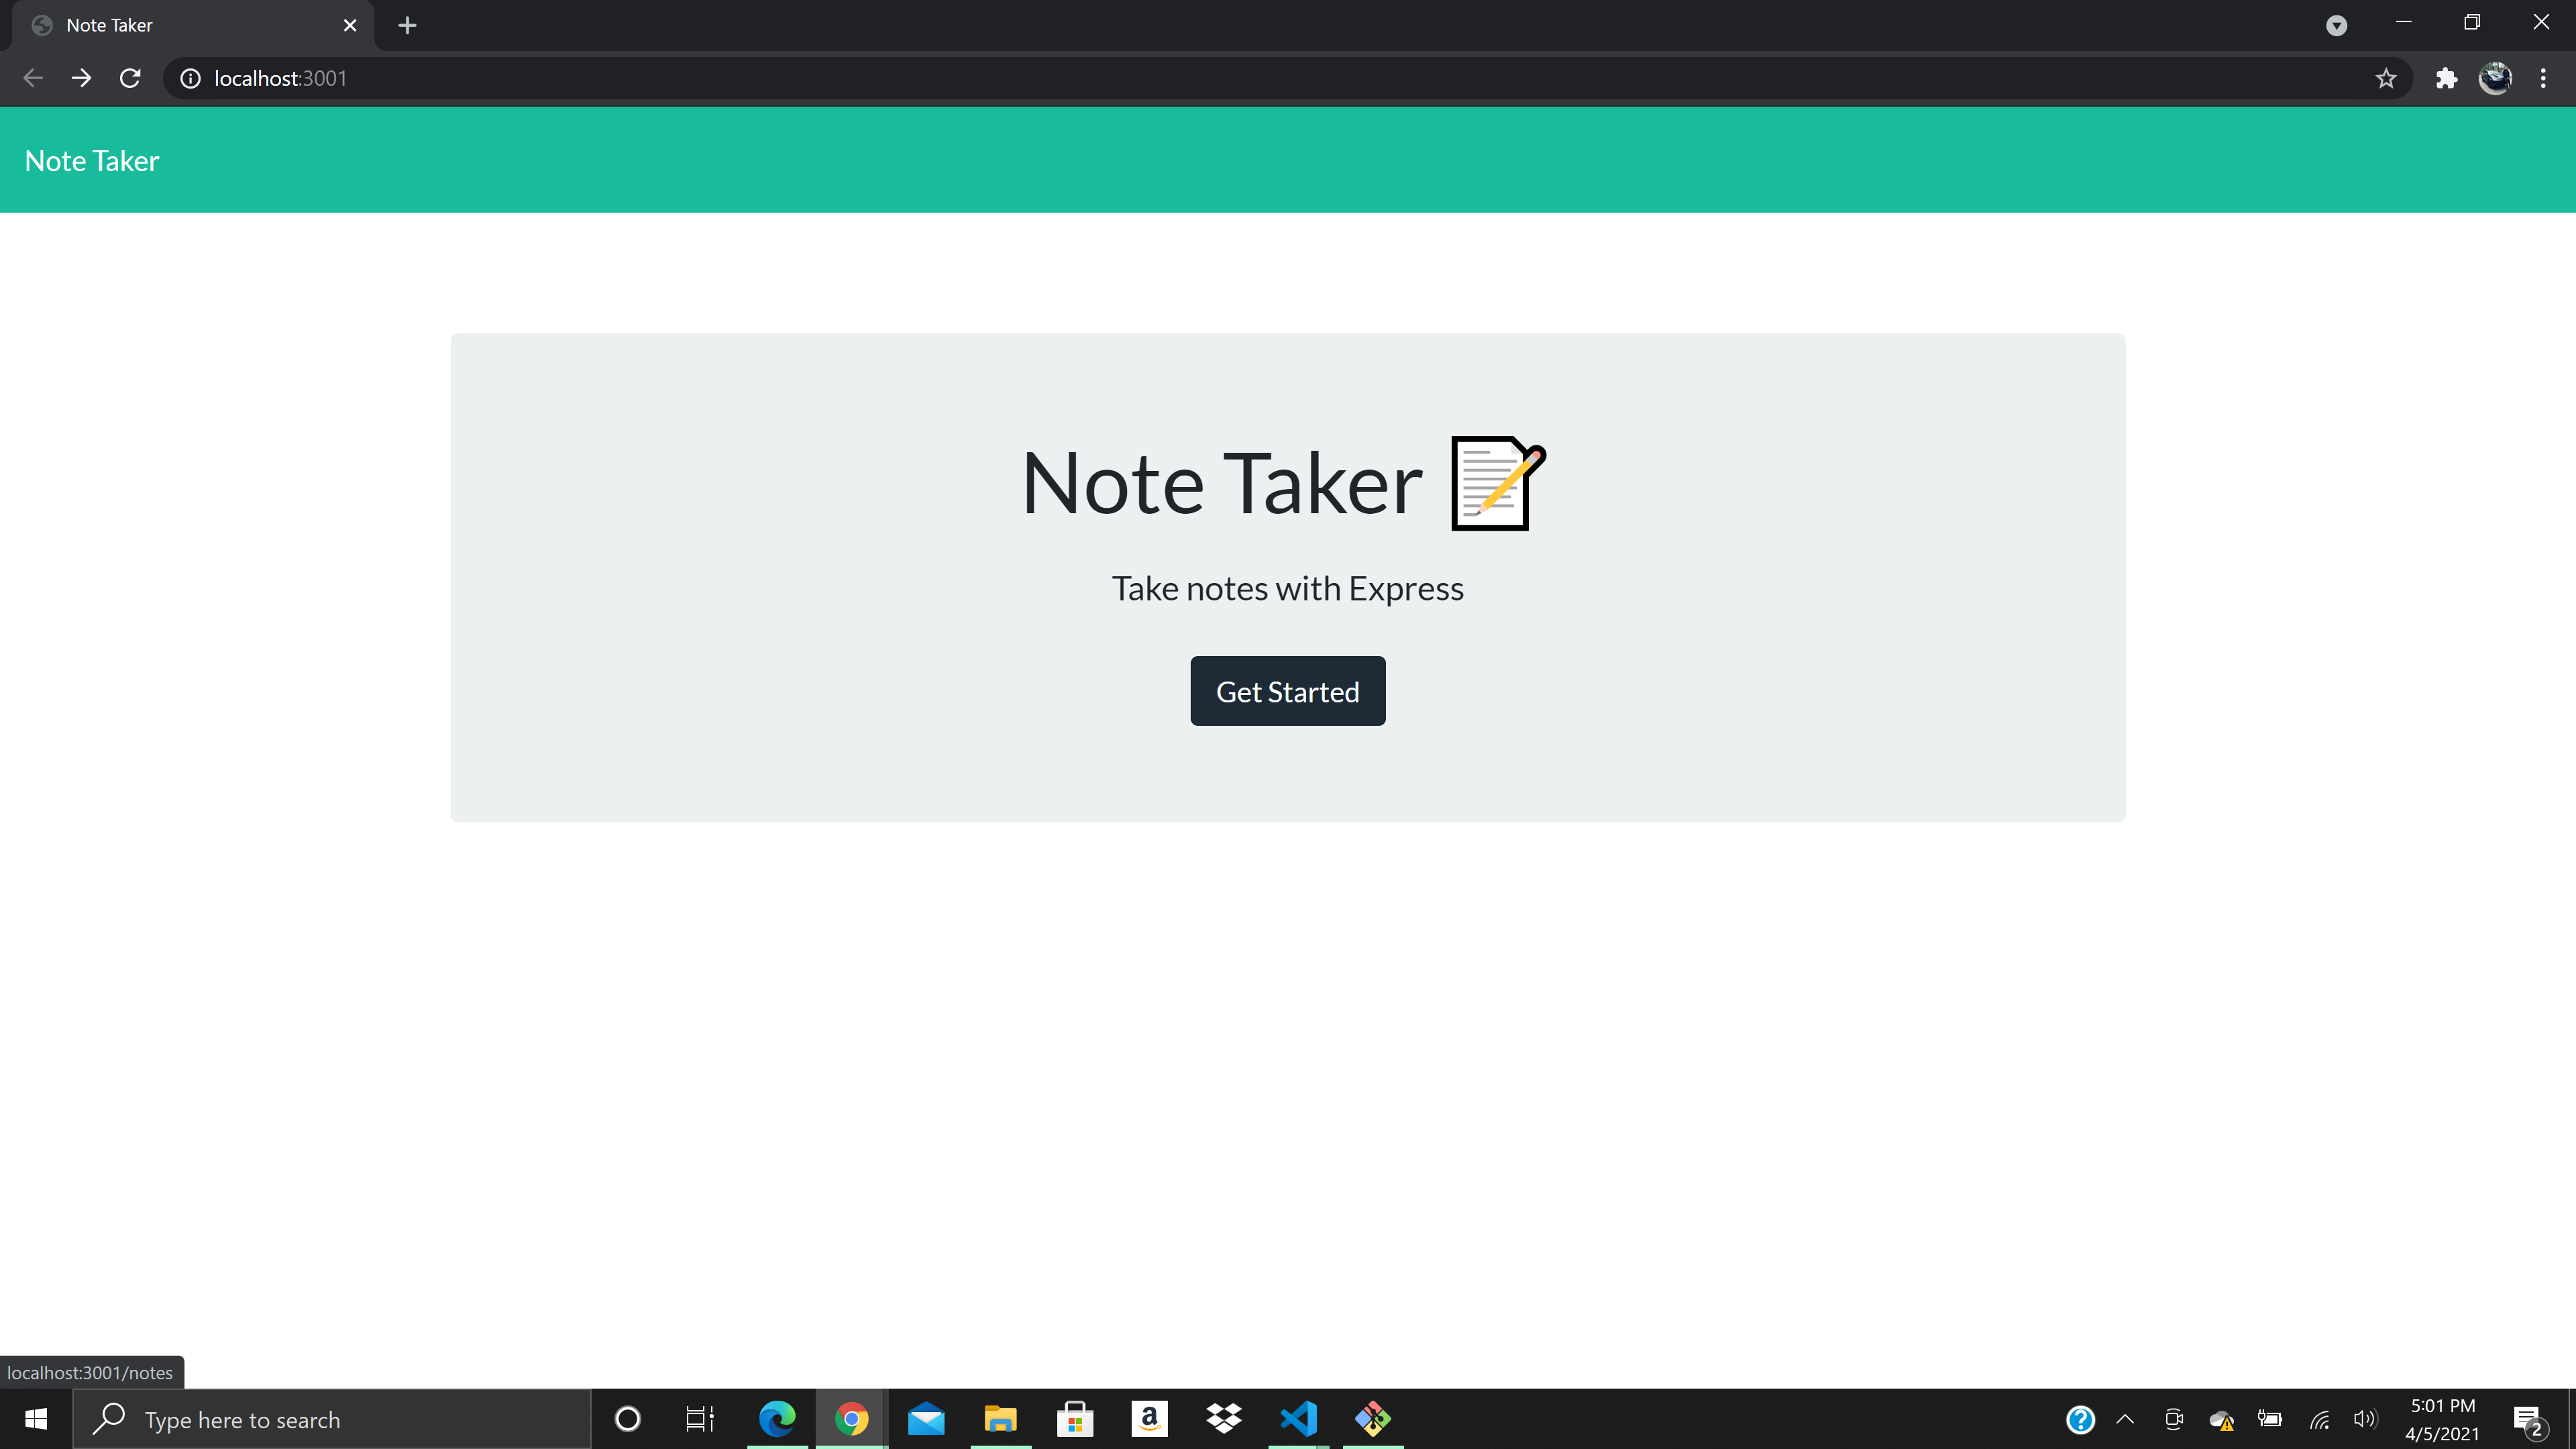 Note Taker
localhost:3001
Note Taker
Note Taker
Take notes with Express
Get Started
localhost:3001/notes
Type here to search
a
5:01 PM
4/5/2021
2